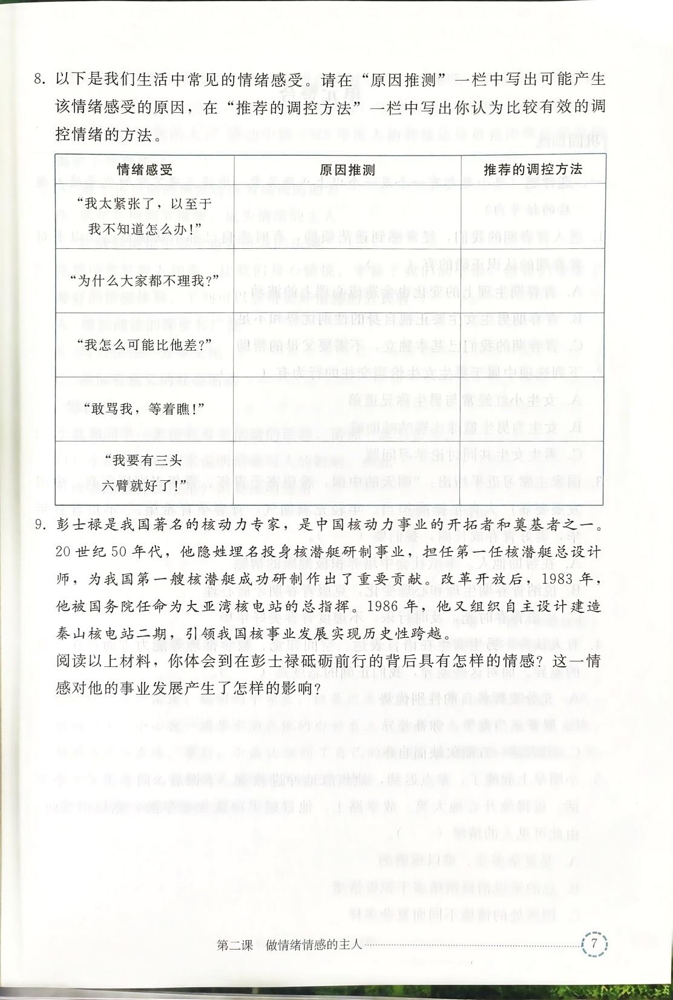 8. 以下是我们生活中常见的情绪感受。请在“原因推测”一栏中写出可能产生
该情绪感受的原因，在“推荐的调控方法”一栏中写出你认为比较有效的调
控情绪的方法。
情绪感受 原因推测 推荐的调控方法
“我太紧张了，以至于
我不知道怎么办！”
“为什么大家都不理我？”
“我怎么可能比他差？”
“敢骂我，等着瞧！”
“我要有三头
六臂就好了！”
9. 彭士禄是我国著名的核动力专家，是中国核动力事业的开拓者和奠基者之一。
20世纪50年代，他隐姓埋名投身核潜艇研制事业，担任第一任核潜艇总设计
师，为我国第一艘核潜艇成功研制作出了重要贡献。改革开放后，1983年，
他被国务院任命为大亚湾核电站的总指挥。1986年，他又组织自主设计建造
秦山核电站二期，引领我国核事业发展实现历史性跨越。
阅读以上材料，你体会到在彭士禄砥砺前行的背后具有怎样的情感？这一情
感对他的事业发展产生了怎样的影响？
第二课 做情绪情感的主人 7